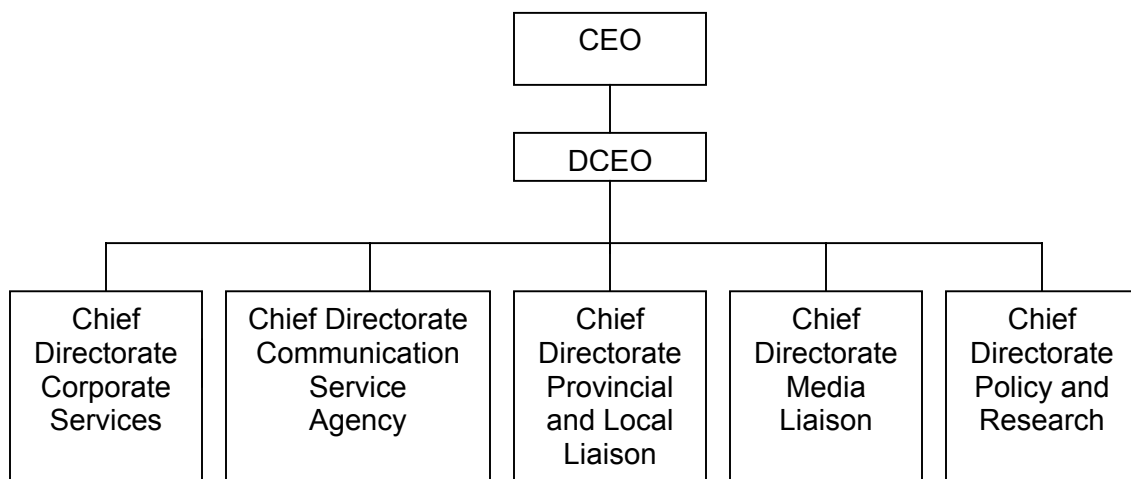 CEO
DCEO
Chief
Directorate
Corporate
Services
Chief Directorate
Communication
Service
Agency
Chief
Directorate
Provincial
and Local
Liaison
Chief
Directorate
Media
Liaison
Chief
Directorate
Policy and
Research